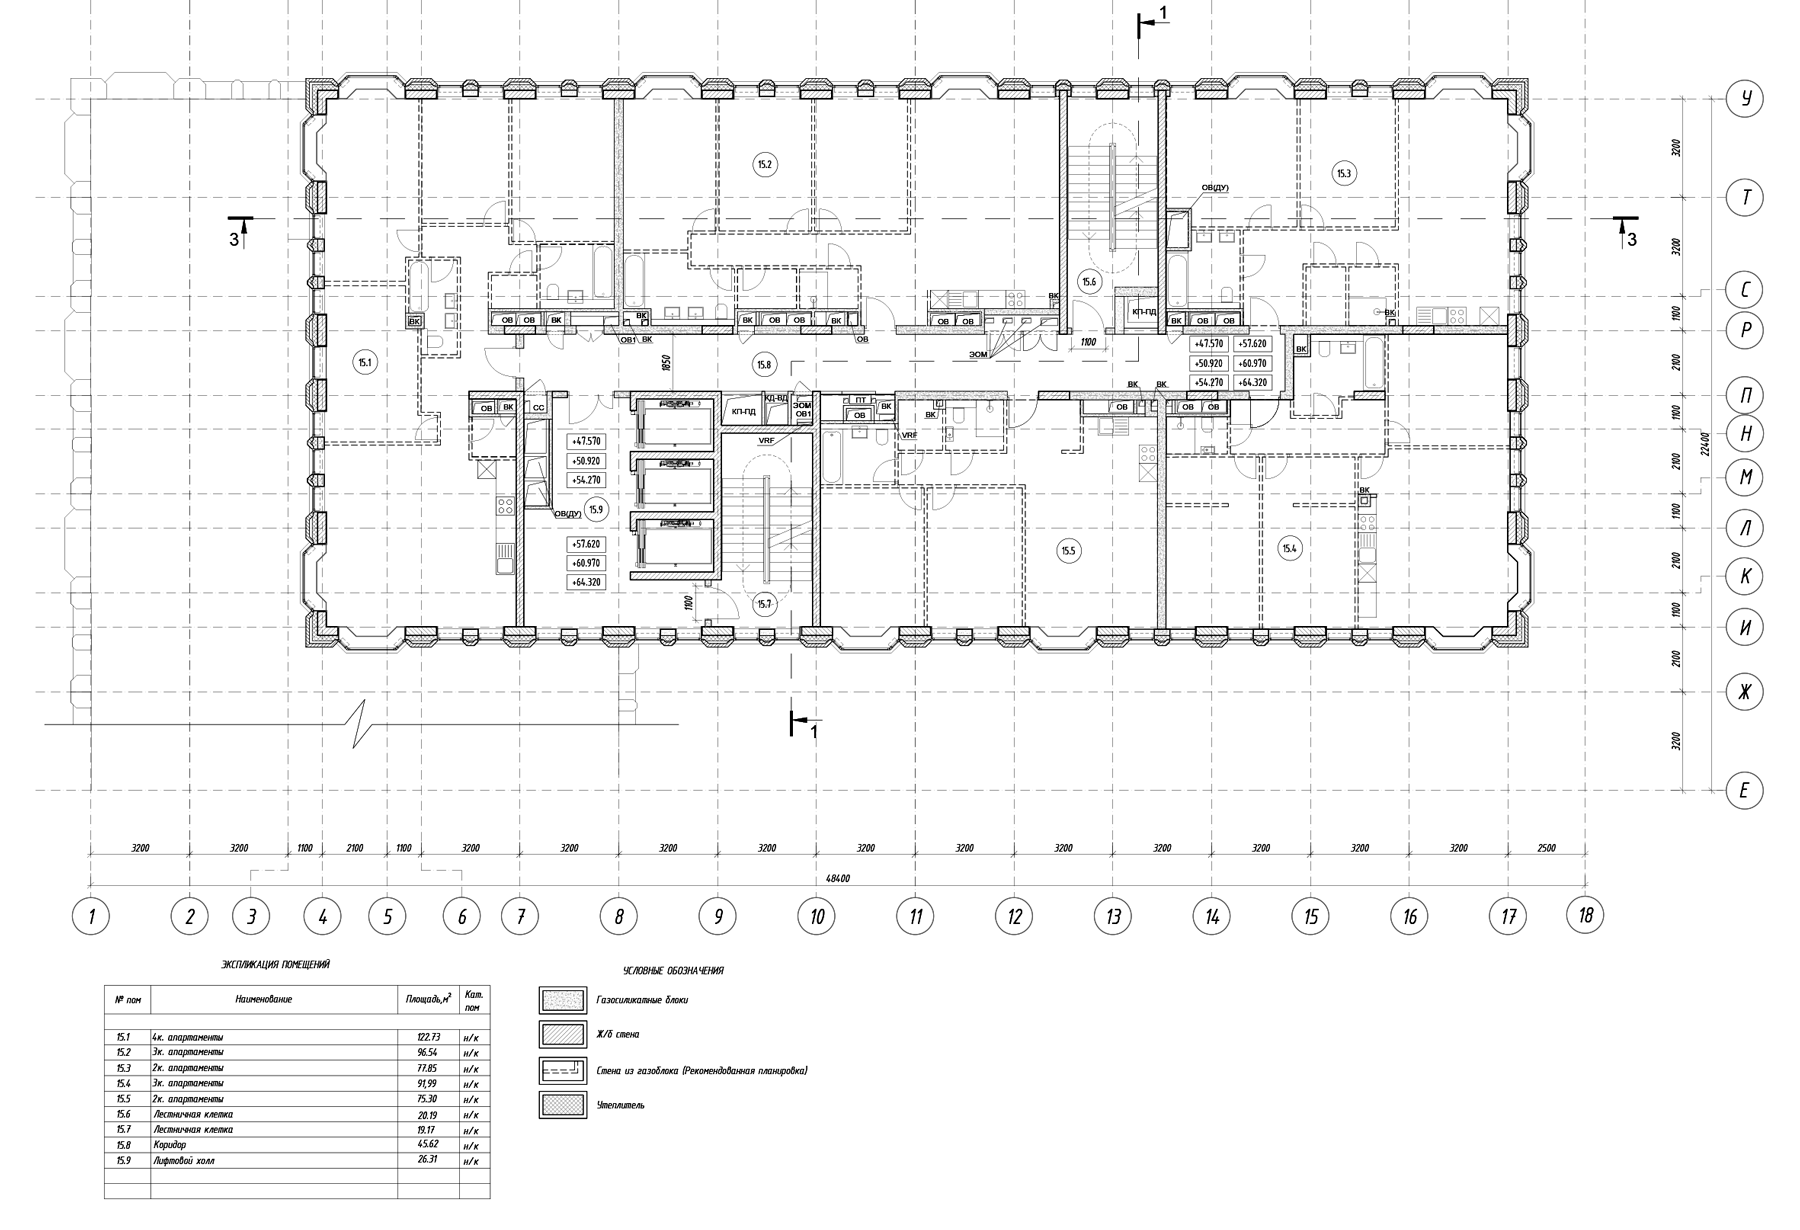 1
У
15.2
15.3
3200
ОВ(ДУ)
Т
3
3
3200
22400
15.6
С
ВК
КП-ПД
ВК
1100
ОВ ОВ ВК ВК ВК ОВ ОВ ВК ОВ ОВ ВК ОВ ОВ
ВК
Р
ОВ1 ВК ОВ
ЗОМ
1100
+47.570 +57.620
+50.920 +60.970
+54.270 +64.320
ВК
15.1
1850
15.8
2100
ВК ВК
П
ОВ ВК СС
КП-ПД КД-ВД ЗОМ ОВ1
ПТ
ОВ ВК
ВК
ОВ ОВ ОВ
1100
VRF
VRF
Н
+47.570
+50.920
+54.270
2100
М
ВК
15.9
ОВ(ДУ)
1100
Л
+57.620
+60.970
+64.320
15.5
15.4
2100
К
1100
15.7
1100
И
2100
Ж
1
3200
Е
3200 3200 1100 2100 1100 3200 3200 3200 3200 3200 3200 3200 3200 3200 3200 3200 2500
48400
1 2 3 4 5 6 7 8 9 10 11 12 13 14 15 16 17 18
ЭКСПЛИКАЦИЯ ПОМЕЩЕНИЙ
№ пом Наименование Площадь,м² Кат. пом
15.1 4к. апартаменты 122.73 н/к
15.2 3к. апартаменты 96.54 н/к
15.3 2к. апартаменты 77.85 н/к
15.4 3к. апартаменты 91,99 н/к
15.5 2к. апартаменты 75.30 н/к
15.6 Лестничная клетка 20.19 н/к
15.7 Лестничная клетка 19.17 н/к
15.8 Коридор 45.62 н/к
15.9 Лифтовой холл 26.31 н/к
УСЛОВНЫЕ ОБОЗНАЧЕНИЯ
Газосиликатные блоки
Ж/б стена
Стена из газоблока (Рекомендованная планировка)
Утеплитель